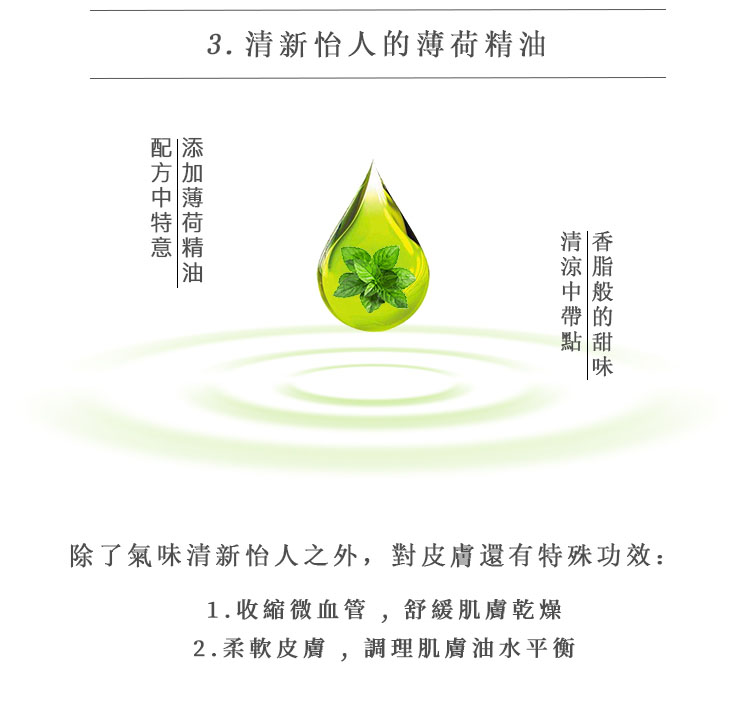 3. 清新怡人的薄荷精油
配方中特意
添加薄荷精油
清涼中帶點
香脂般的甜味
除了氣味清新怡人之外，對皮膚還有特殊功效：
1.收縮微血管，舒緩肌膚乾燥
2.柔軟皮膚，調理肌膚油水平衡